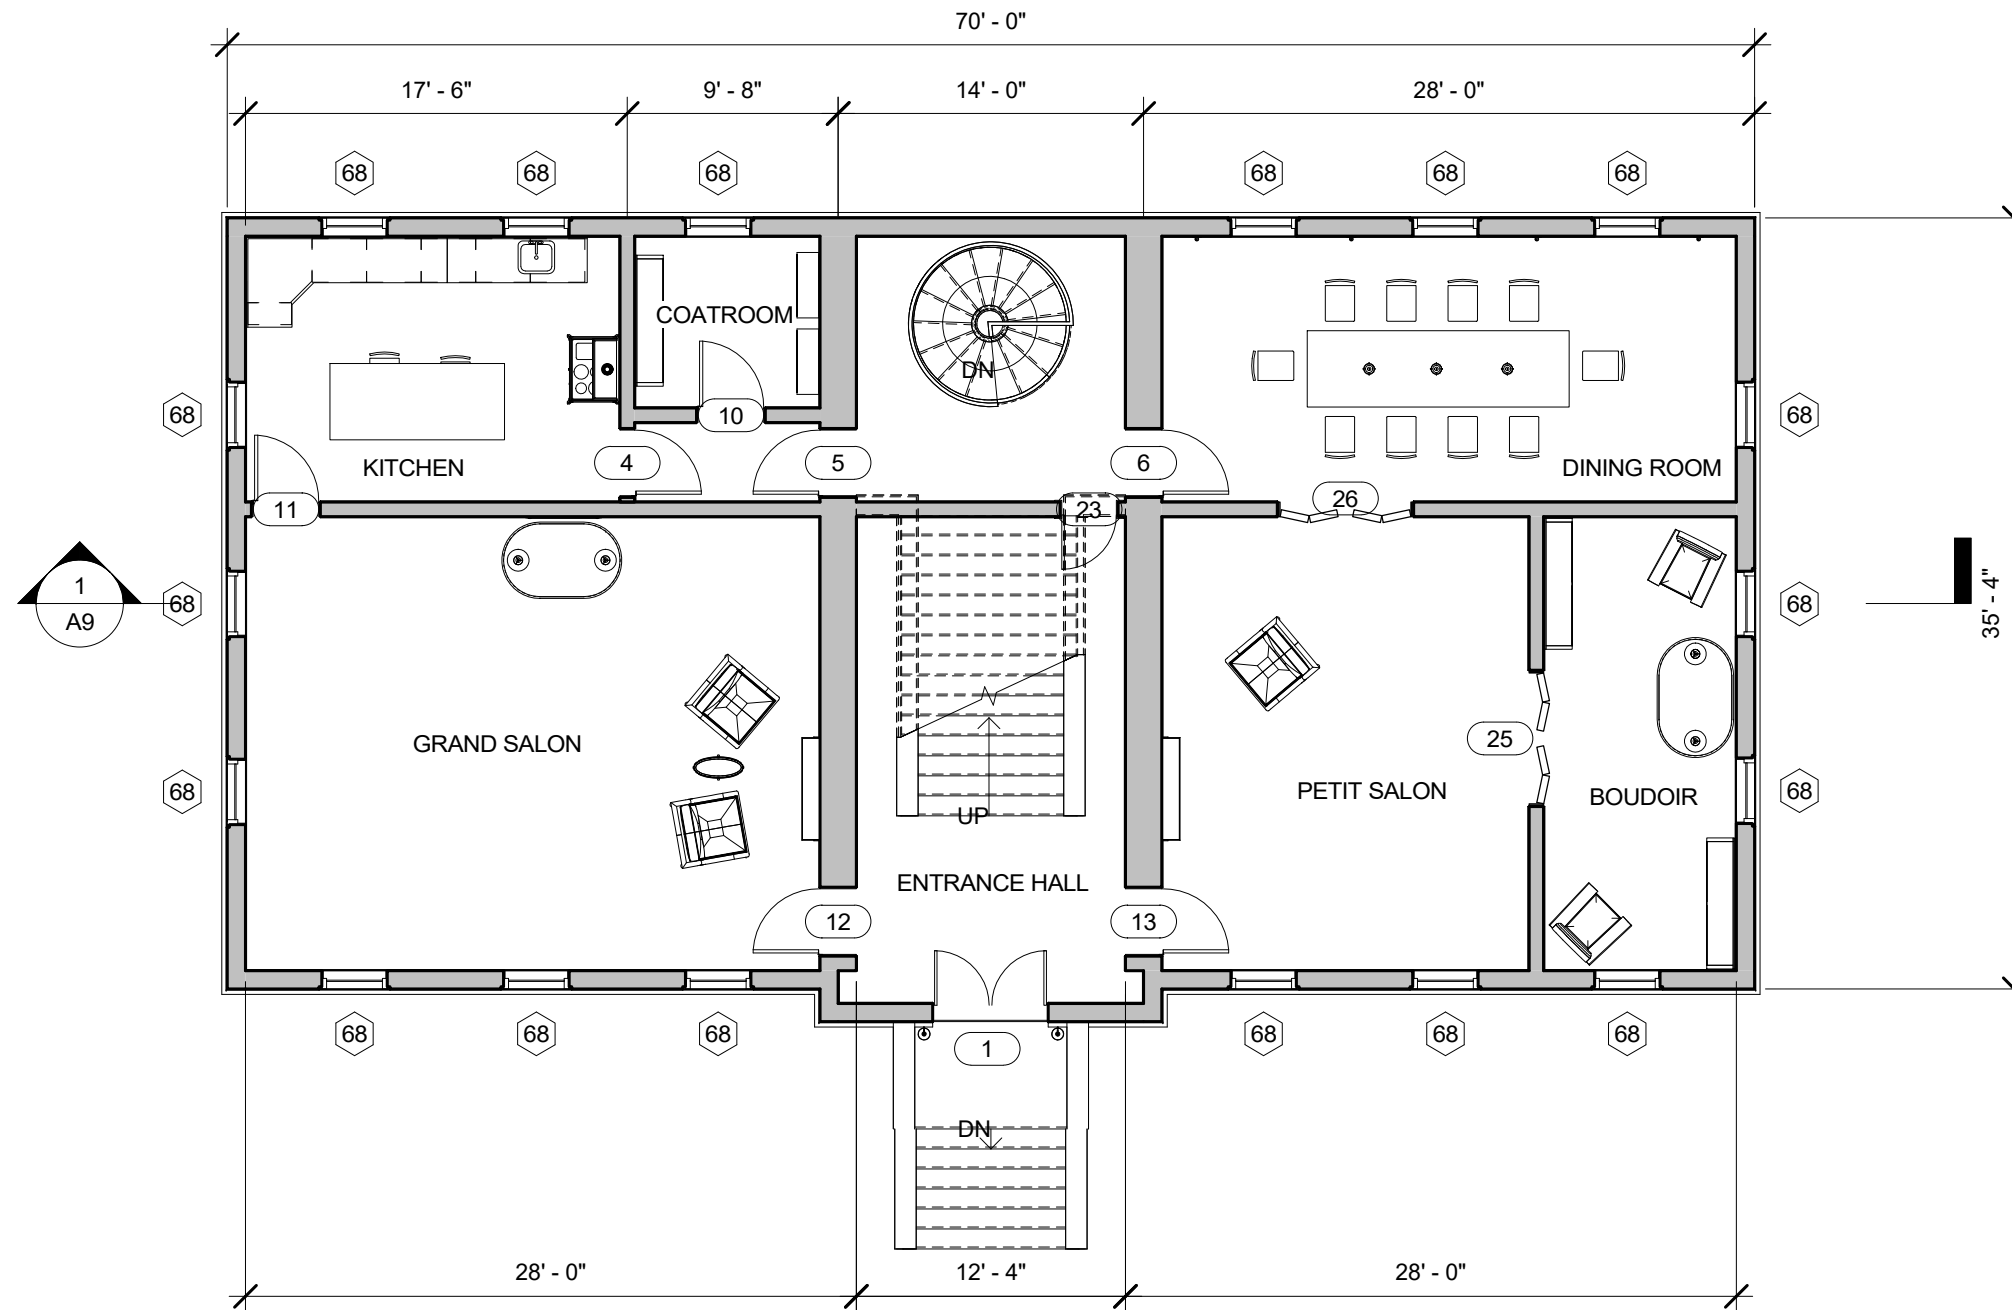 70' - 0"
17' - 6"
9' - 8"
14' - 0"
28' - 0"
68
68
68
68
68
68
COATROOM
DN
68
10
68
KITCHEN
4
5
6
DINING ROOM
11
23
26
1
A9
68
68
35' - 4"
GRAND SALON
25
68
PETIT SALON
BOUDOIR
68
UP
ENTRANCE HALL
12
13
68
68
68
1
68
68
68
DN
28' - 0"
12' - 4"
28' - 0"